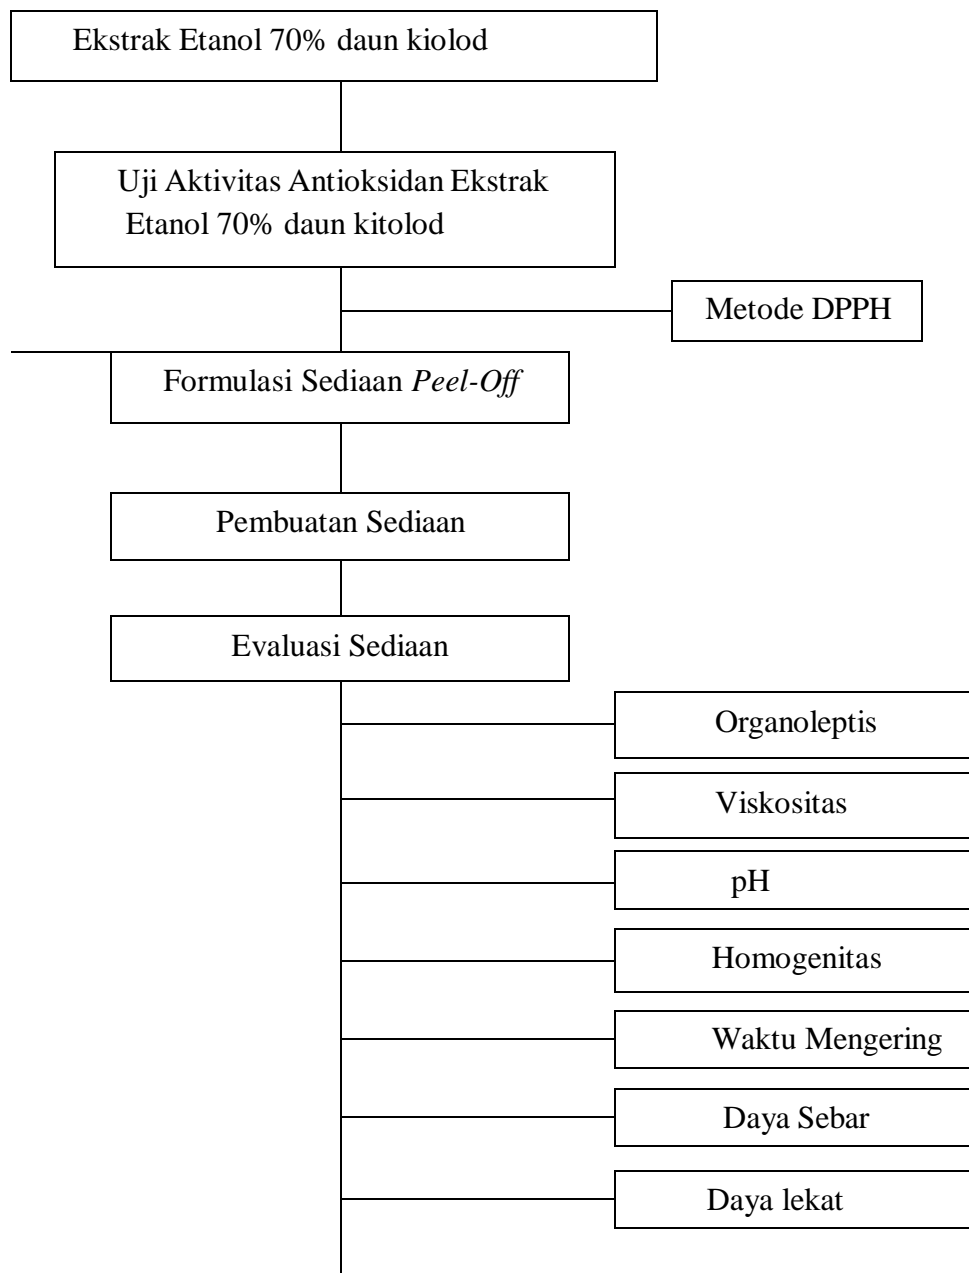 Ekstrak Etanol 70% daun kiolod
Uji Aktivitas Antioksidan Ekstrak
Etanol 70% daun kitolod
Metode DPPH
Formulasi Sediaan Peel-Off
Pembuatan Sediaan
Evaluasi Sediaan
Organoleptis
Viskositas
pH
Homogenitas
Waktu Mengering
Daya Sebar
Daya lekat